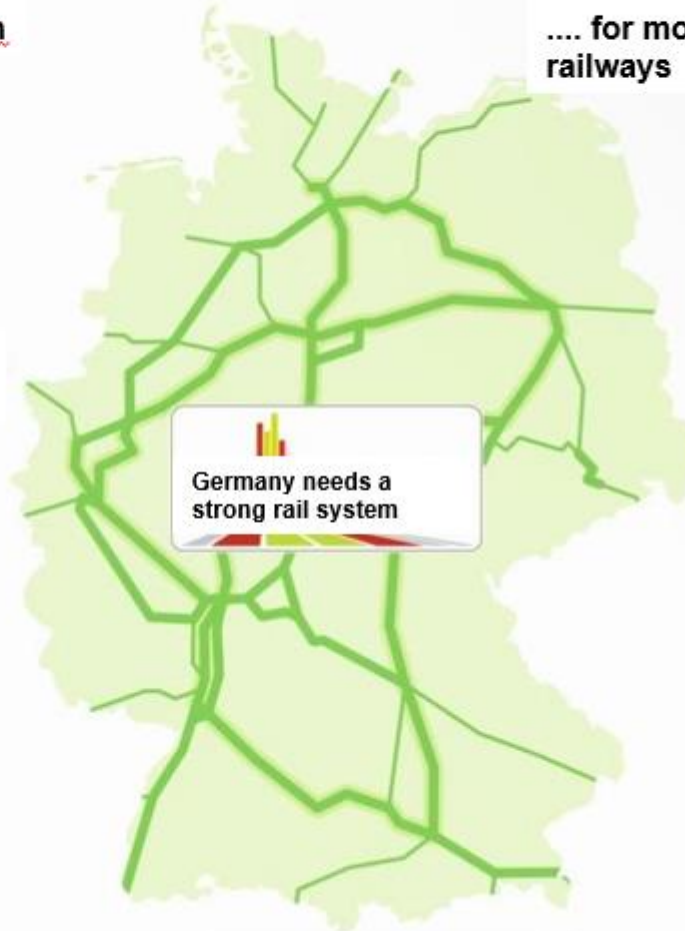 .... for mo
railways
Germany needs a
strong rail system